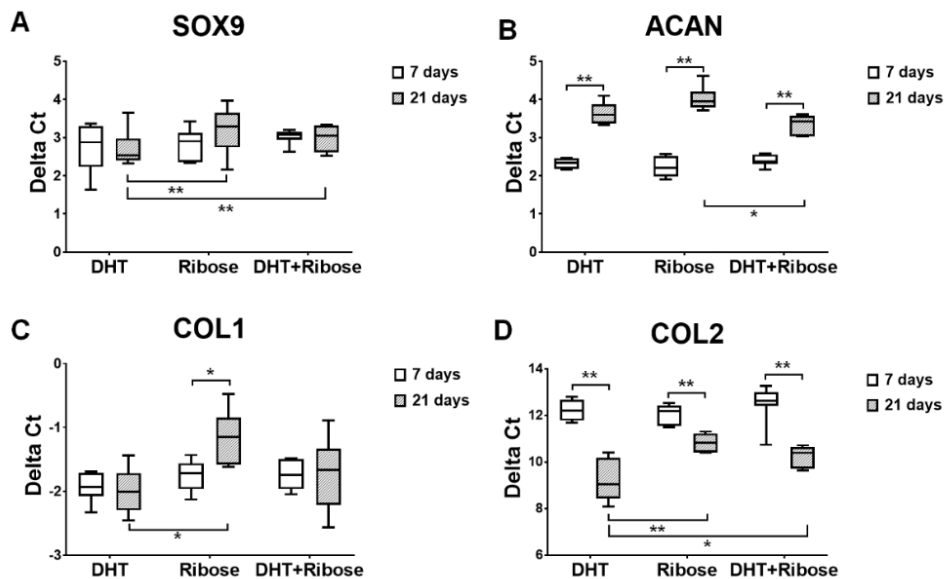 A
SOX9
Delta Ct
5
4
3
2
1
0
7 days
21 days
**
**
DHT Ribose DHT+Ribose
B
ACAN
Delta Ct
5
4
3
2
1
0
** ** **
7 days
21 days
*
DHT Ribose DHT+Ribose
C
COL1
Delta Ct
0
-1
-2
-3
*
7 days
21 days
*
DHT Ribose DHT+Ribose
D
COL2
Delta Ct
14
12
10
8
6
** ** **
7 days
21 days
**
*
DHT Ribose DHT+Ribose